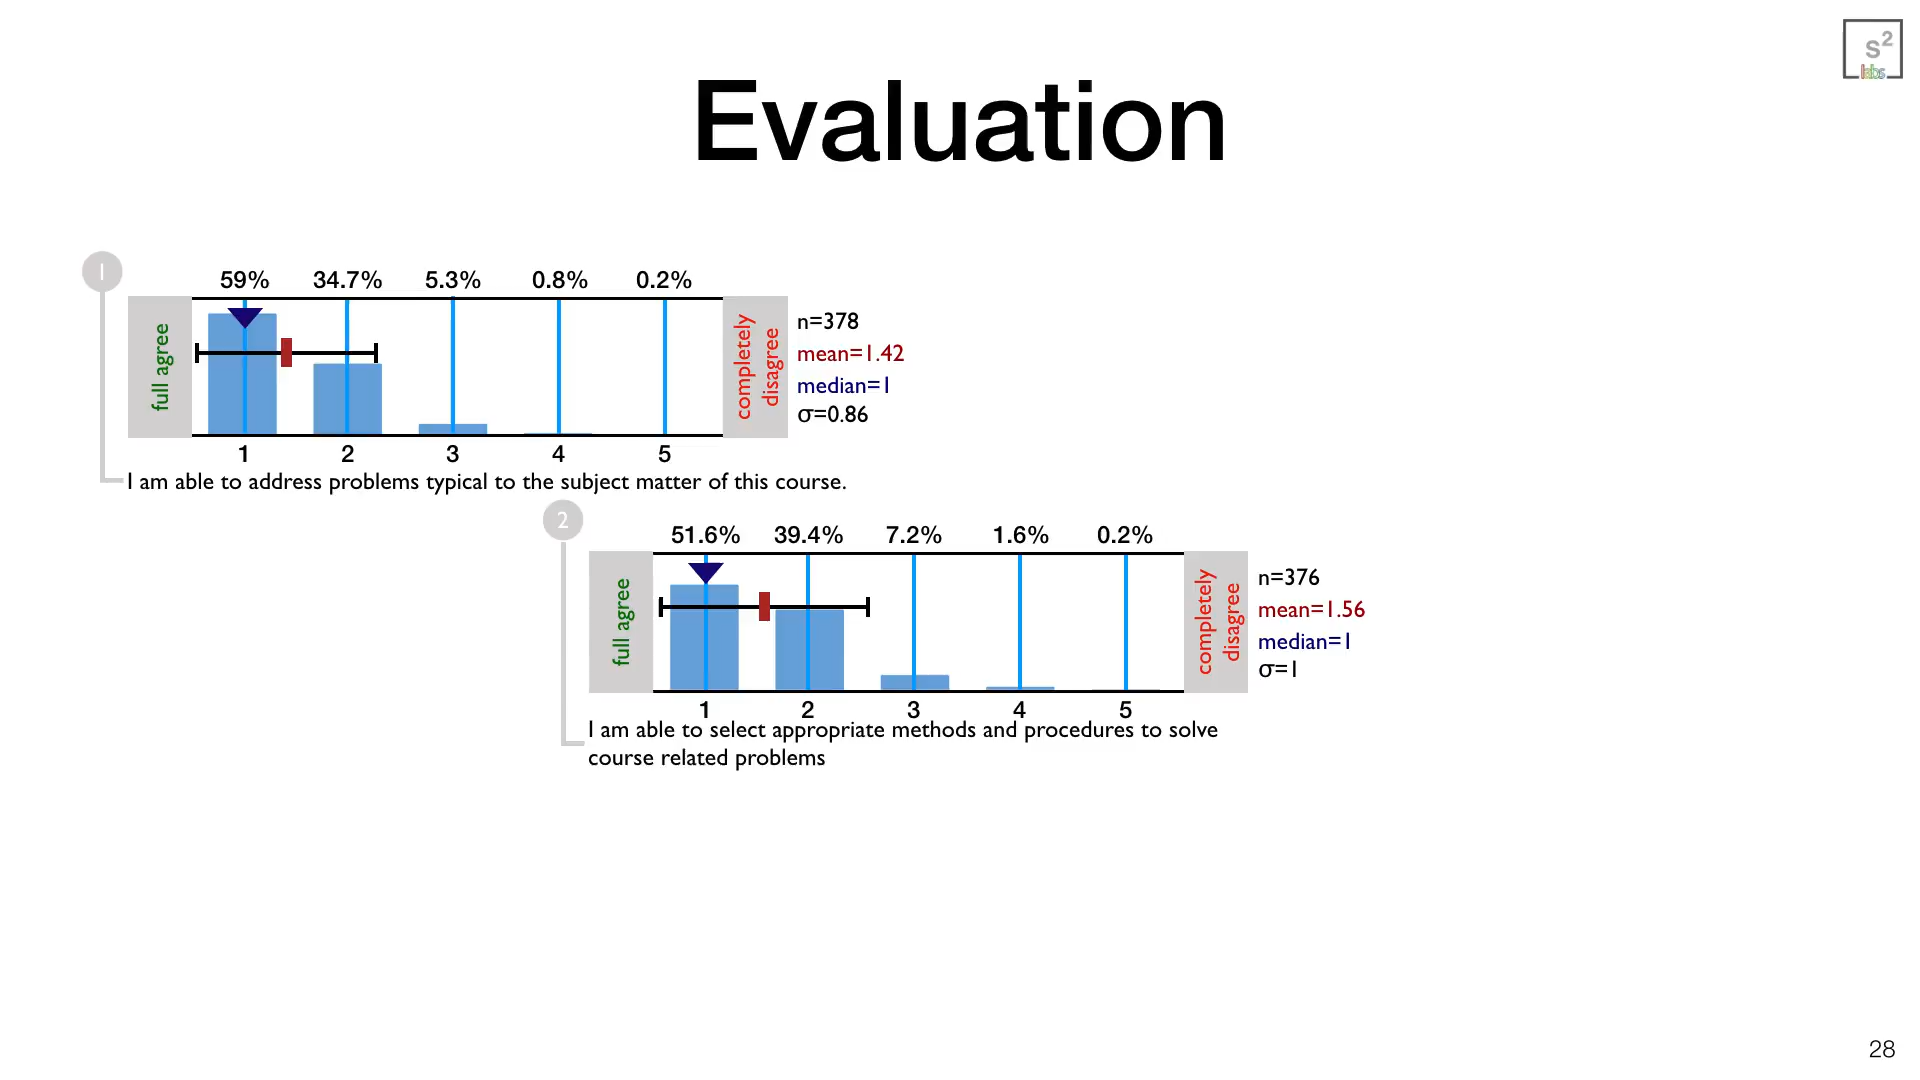 s2
labs
Evaluation
1
59% 34.7% 5.3% 0.8% 0.2%
full agree
completely
disagree
n=378
mean=1.42
median=1
σ=0.86
1 2 3 4 5
I am able to address problems typical to the subject matter of this course.
2
51.6% 39.4% 7.2% 1.6% 0.2%
full agree
completely
disagree
n=376
mean=1.56
median=1
σ=1
1 2 3 4 5
I am able to select appropriate methods and procedures to solve
course related problems
28